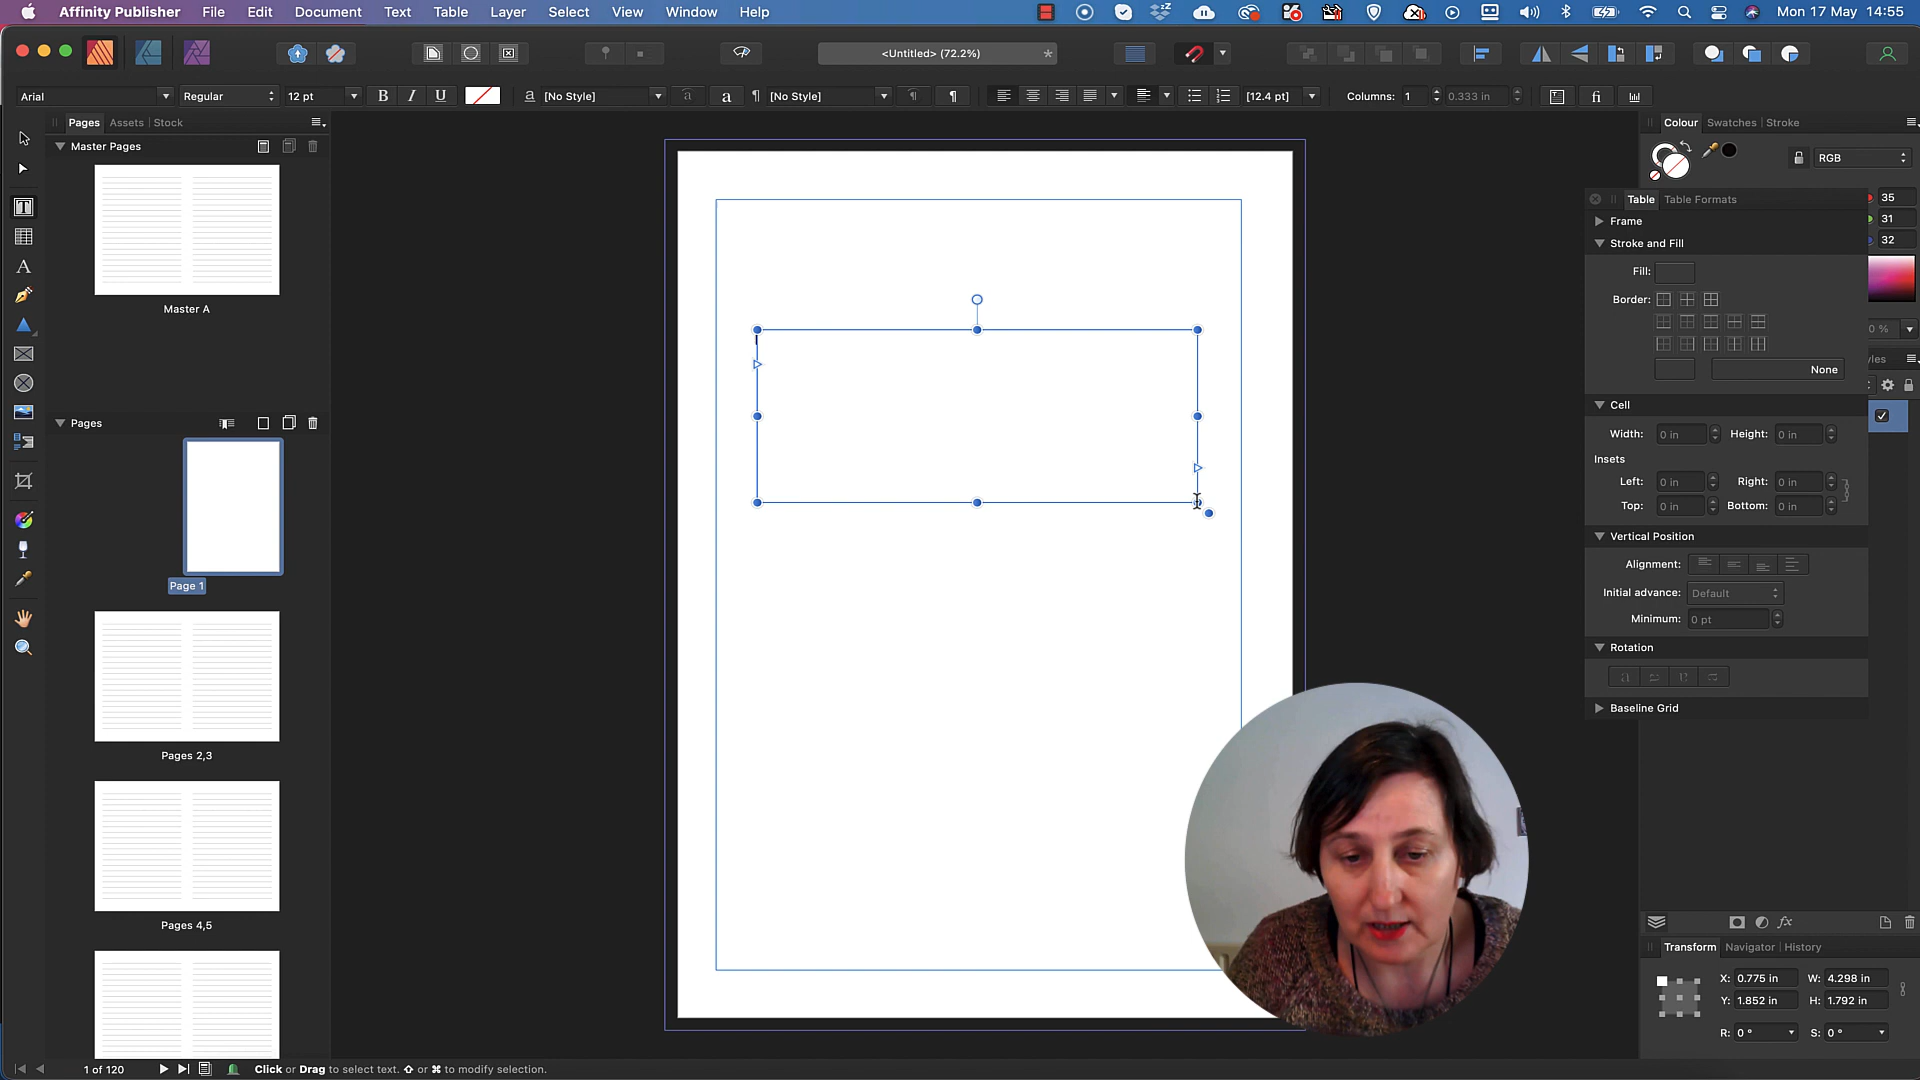 Affinity Publisher File Edit Document Text Table Layer Select View Window Help Mon 17 May 14:55
<Untitled> (72.2%) *
Arial Regular 12 pt B I U a [No Style] a a ¶ [No Style] ¶ ¶ [12.4 pt] Columns: 1 0.333 in fi
Pages Assets Stock
Master Pages
Master A
Pages
Page 1
Pages 2,3
Pages 4,5
Colour Swatches Stroke
RGB
35
31
32
Table Table Formats
Frame
Stroke and Fill
Fill:
Border:
0 %
yles
None
Cell
Width: 0 in Height: 0 in
Insets
Left: 0 in Right: 0 in
Top: 0 in Bottom: 0 in
Vertical Position
Alignment:
Initial advance: Default
Minimum: 0 pt
Rotation
Baseline Grid
fx
Transform Navigator History
X: 0.775 in W: 4.298 in
Y: 1.852 in H: 1.792 in
R: 0 ° S: 0 °
1 of 120 Click or Drag to select text. ⇧ or ⌘ to modify selection.